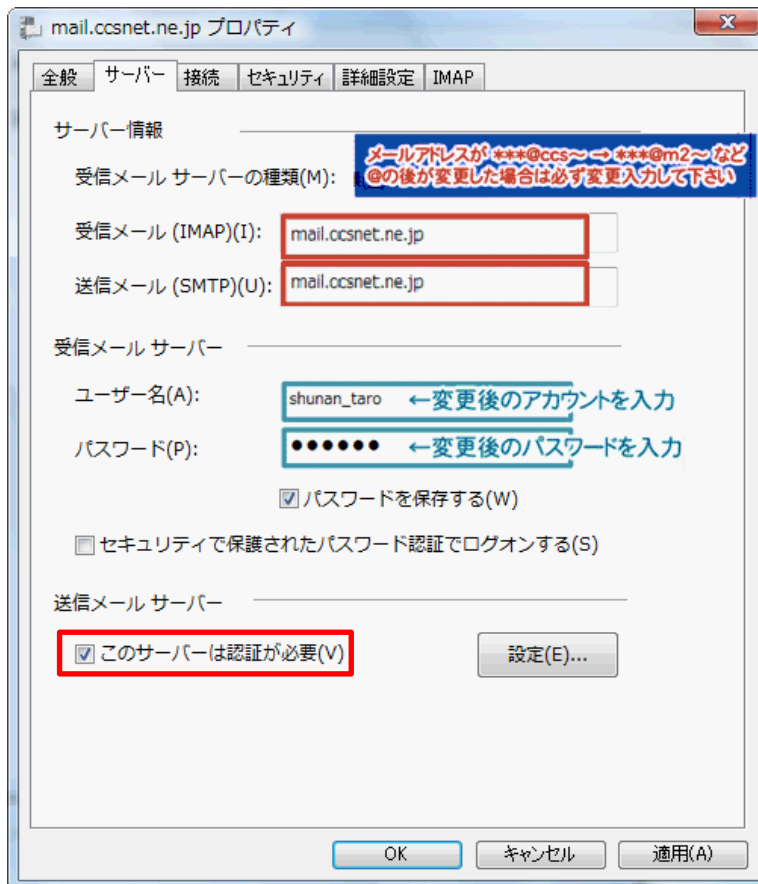 mail.ccsnet.ne.jp プロパティ
全般 サーバー 接続 セキュリティ 詳細設定 IMAP
サーバー情報
メールアドレスが ***@ccs~ → ***@m2~ など
@の後が変更した場合は必ず変更入力して下さい
受信メール サーバーの種類(M):
受信メール (IMAP)(I): mail.ccsnet.ne.jp
送信メール (SMTP)(U): mail.ccsnet.ne.jp
受信メール サーバー
ユーザー名(A): shunan_taro ←変更後のアカウントを入力
パスワード(P): ●●●●●● ←変更後のパスワードを入力
パスワードを保存する(W)
セキュリティで保護されたパスワード認証でログオンする(S)
送信メール サーバー
このサーバーは認証が必要(V) 設定(E)...
OK キャンセル 適用(A)